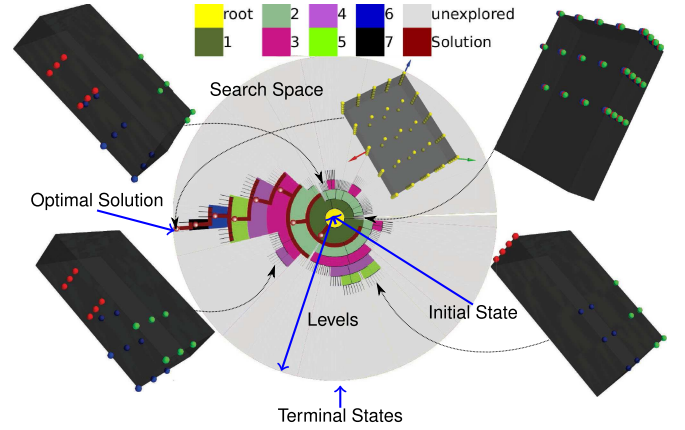 root 2 4 6 unexplored
1 3 5 7 Solution
Search Space
Optimal Solution
Initial State
Levels
Terminal States